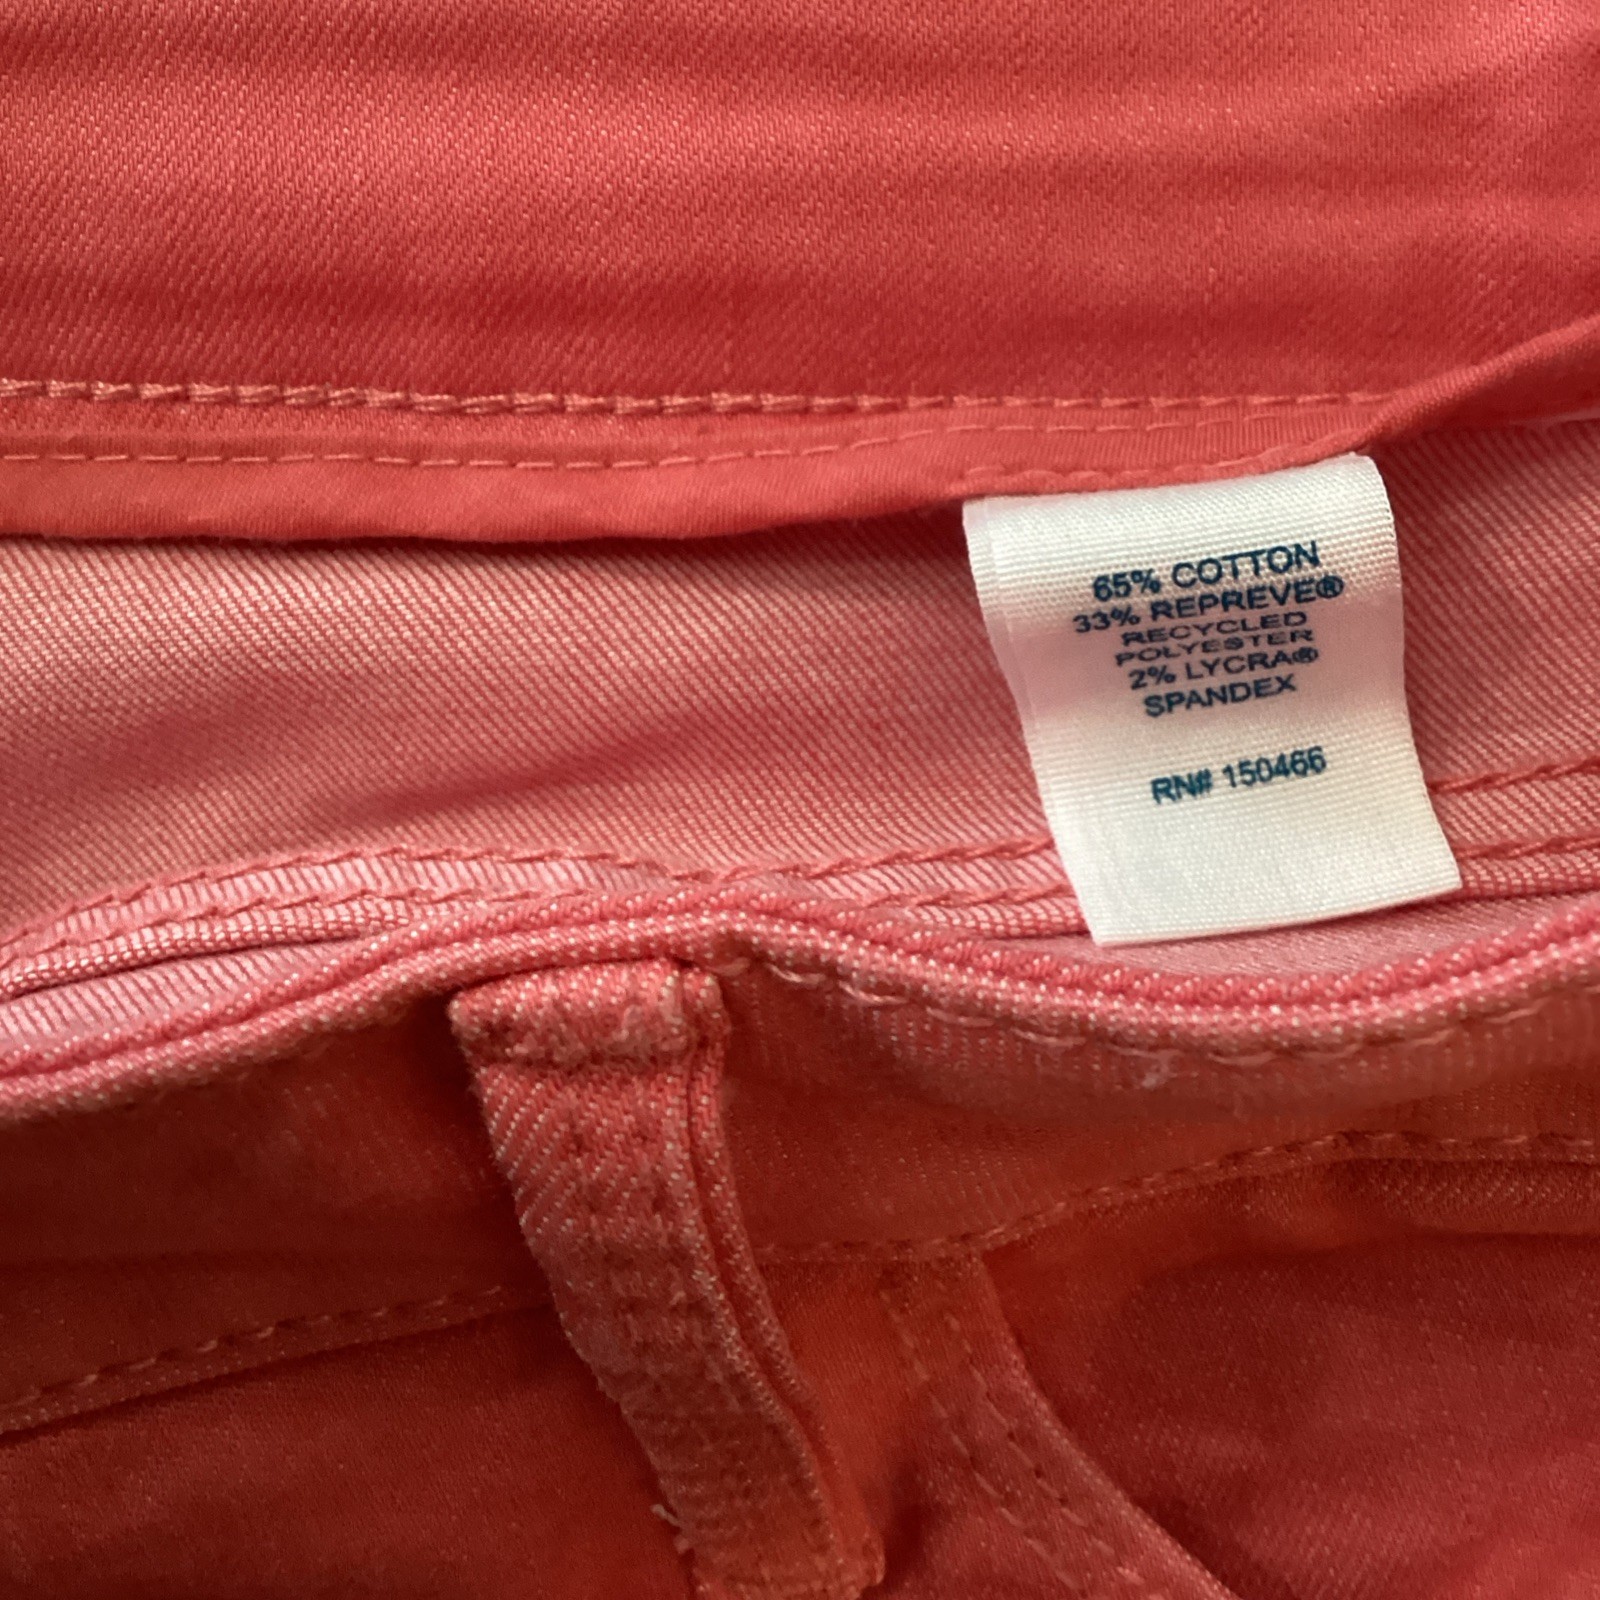 65% COTTON
33% REPREVE®
RECYCLED
POLYESTER
2% LYCRA®
SPANDEX
RN# 150466